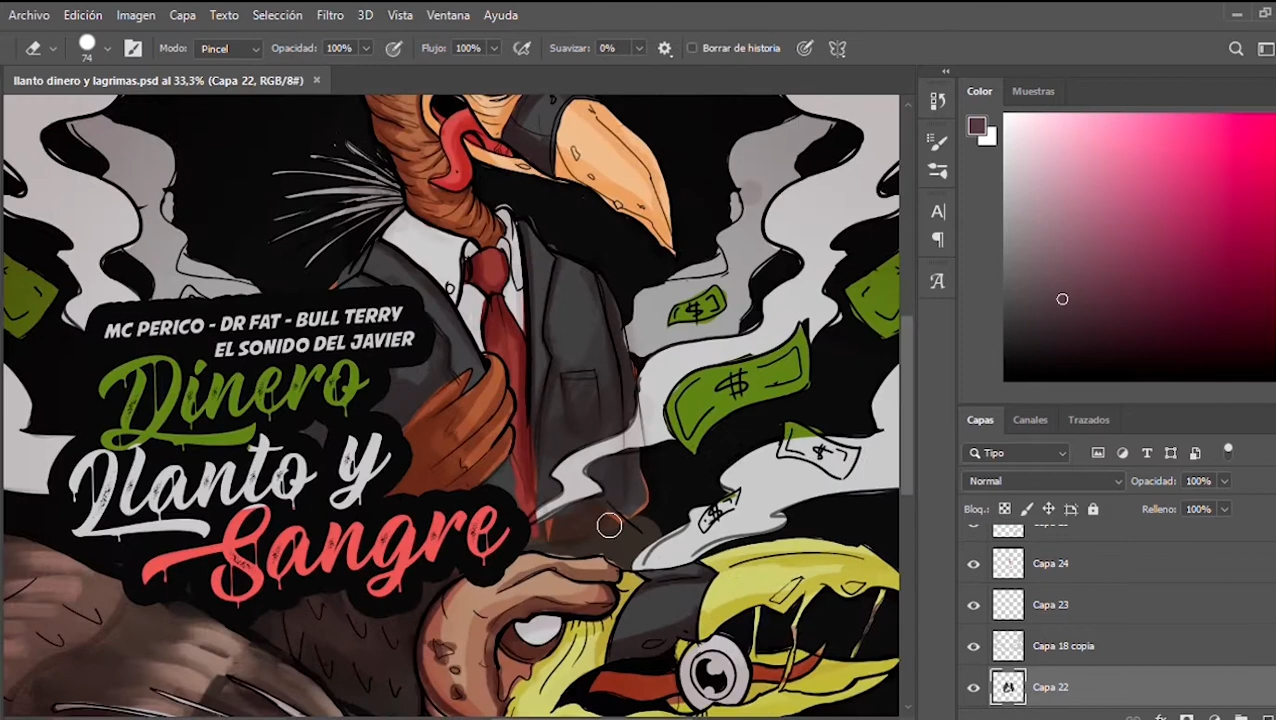 Archivo Edición Imagen Capa Texto Selección Filtro 3D Vista Ventana Ayuda
74 Modo: Pincel Opacidad: 100% Flujo: 100% Suavizar: 0% Borrar de historia
llanto dinero y lagrimas.psd al 33,3% (Capa 22, RGB/8#) ×
Color Muestras
MC PERICO - DR FAT - BULL TERRY
EL SONIDO DEL JAVIER
Dinero
Llanto y
Sangre
$
$
$
$
Capas Canales Trazados
Tipo
Normal Opacidad: 100%
Bloq.: Relleno: 100%
Capa 24
Capa 23
Capa 18 copia
Capa 22
fx